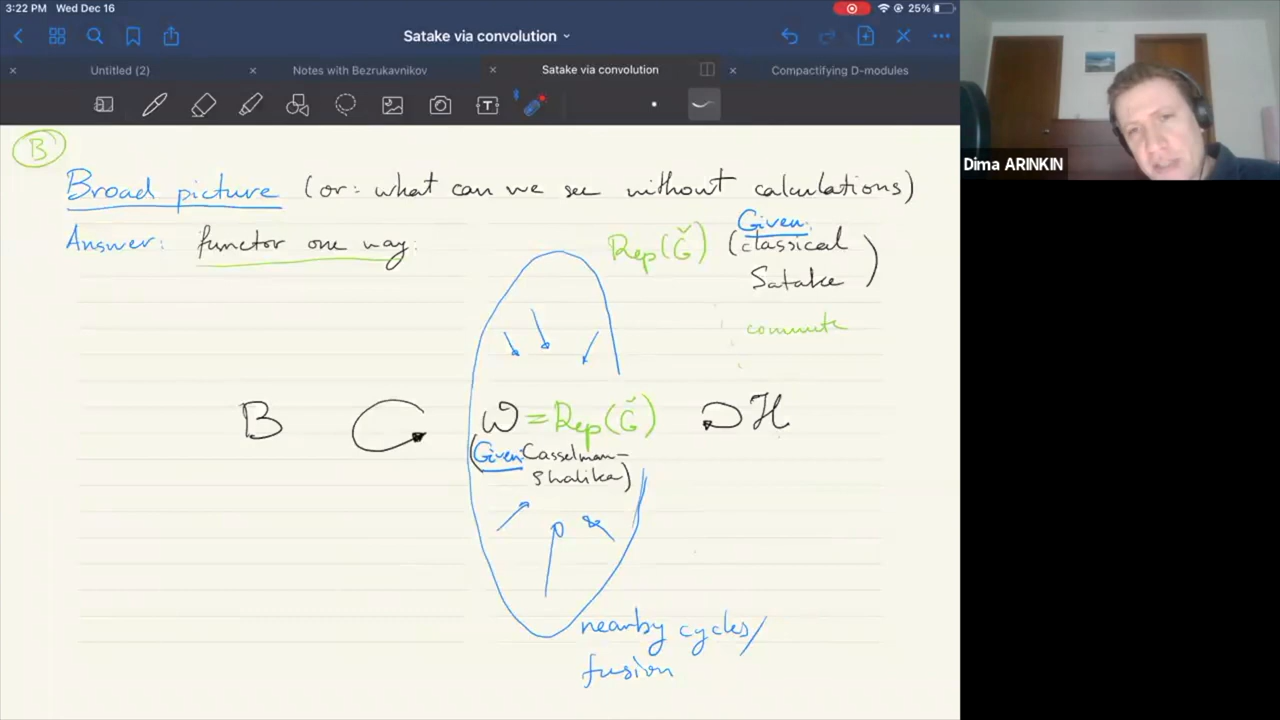 3:22 PM Wed Dec 16
25%
Satake via convolution
Untitled (2)
Notes with Bezrukavnikov
Satake via convolution
Compactifying D-modules
T
Dima ARINKIN
B
Broad picture (or: what can we see without calculations)
Answer: functor one way:
Rep(Ǧ)
Given:
(classical
Satake)
commute
B
W = Rep(Ǧ)
H
(Given: Casselman-
Shalika)
nearby cycles/
fusion